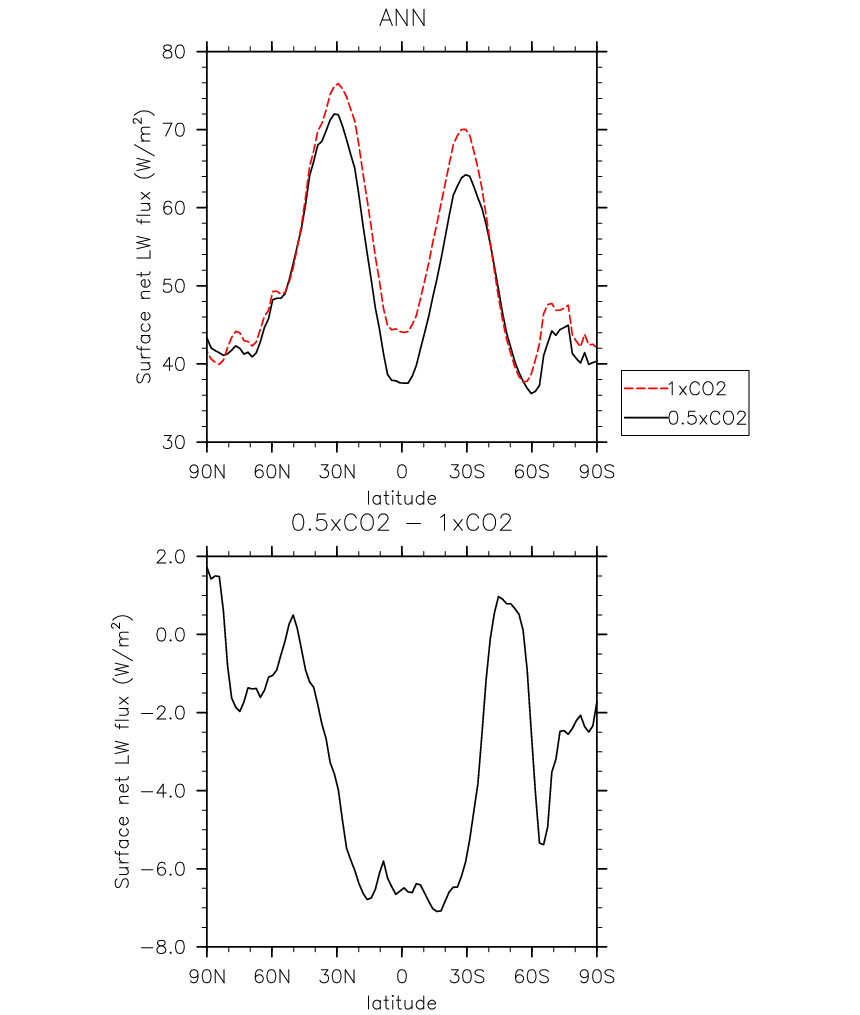 ANN
80
70
60
50
40
30
Surface net LW flux (W/m²)
90N 60N 30N 0 30S 60S 90S
latitude
1xCO2
0.5xCO2
0.5xCO2 − 1xCO2
2.0
0.0
−2.0
−4.0
−6.0
−8.0
Surface net LW flux (W/m²)
90N 60N 30N 0 30S 60S 90S
latitude